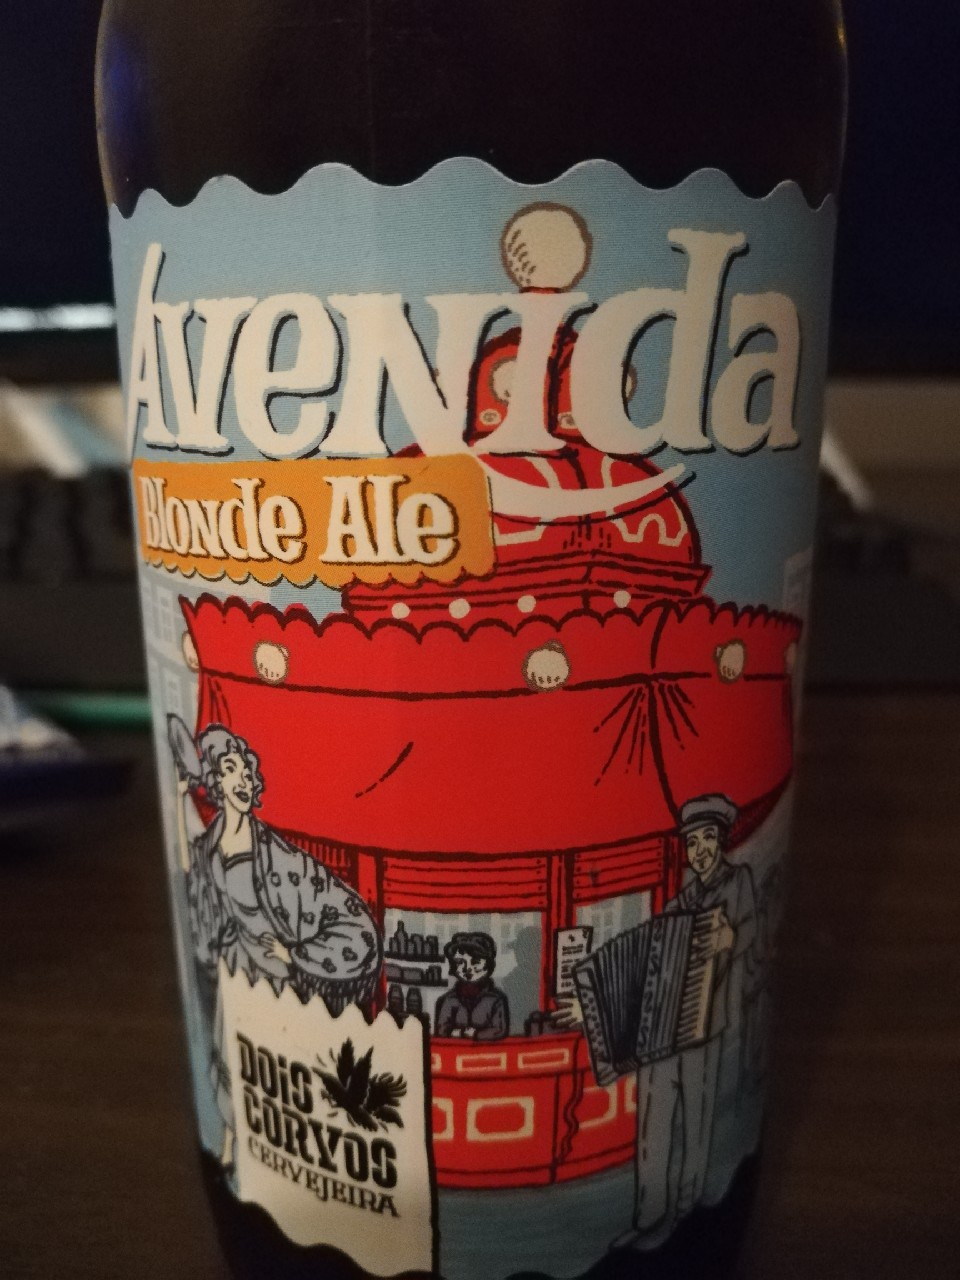 Avenida
Blonde Ale
DOIS
CORVOS
CERVEJEIRA